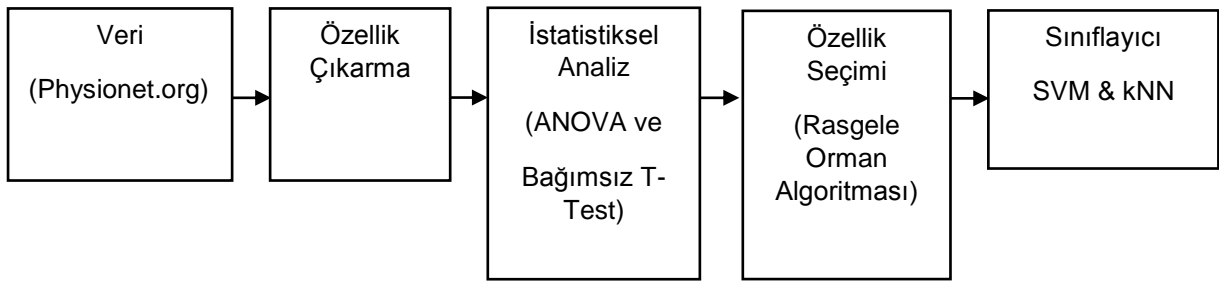 Veri
(Physionet.org)
Özellik
Çıkarma
İstatistiksel
Analiz
(ANOVA ve
Bağımsız T-
Test)
Özellik
Seçimi
(Rasgele
Orman
Algoritması)
Sınıflayıcı
SVM & kNN